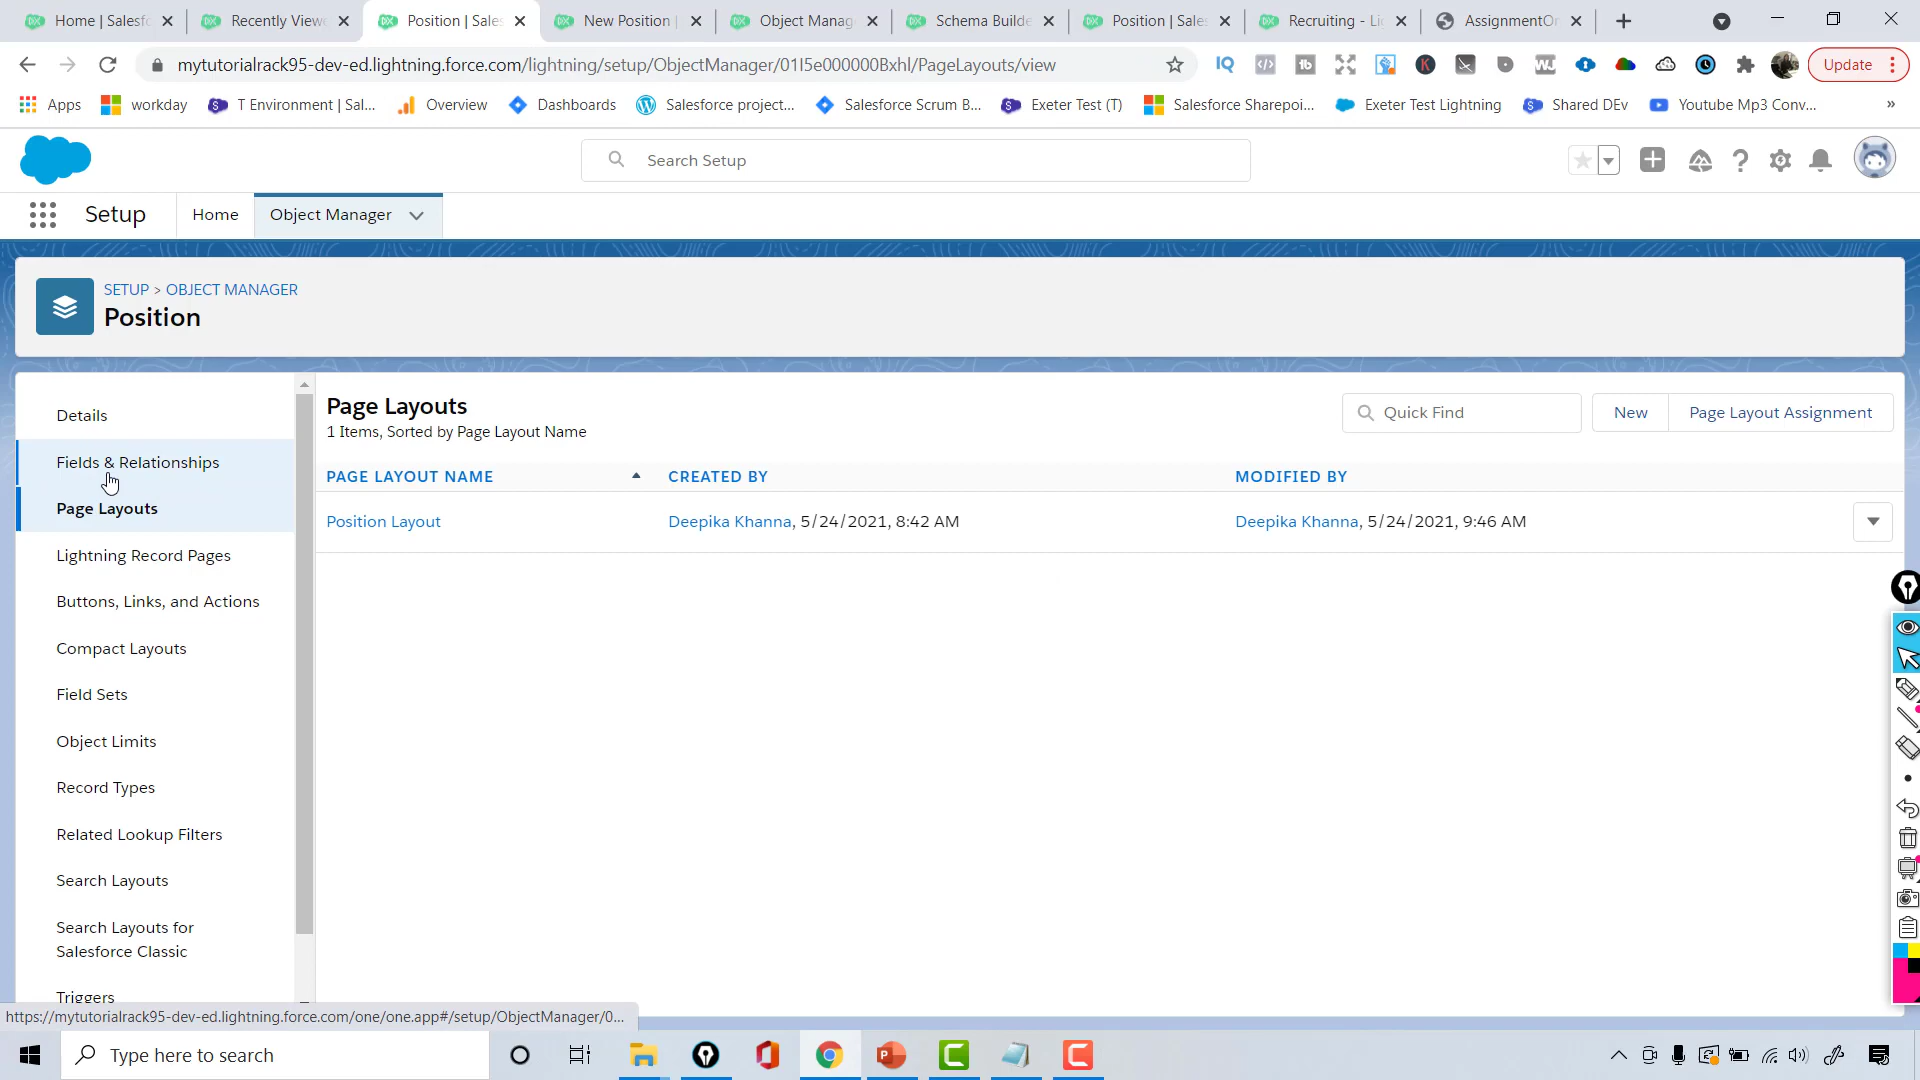 Home | Salesfo
Recently Viewe
Position | Sales
New Position |
Object Manag
Schema Builde
Position | Sales
Recruiting - Li
AssignmentOn
mytutorialrack95-dev-ed.lightning.force.com/lightning/setup/ObjectManager/01I5e000000Bxhl/PageLayouts/view
Update
Apps
workday
T Environment | Sal...
Overview
Dashboards
Salesforce project...
Salesforce Scrum B...
Exeter Test (T)
Salesforce Sharepoi...
Exeter Test Lightning
Shared DEv
Youtube Mp3 Conv...
»
Search Setup
Setup
Home
Object Manager
SETUP > OBJECT MANAGER
Position
Details
Fields & Relationships
Page Layouts
Lightning Record Pages
Buttons, Links, and Actions
Compact Layouts
Field Sets
Object Limits
Record Types
Related Lookup Filters
Search Layouts
Search Layouts for
Salesforce Classic
Triggers
Page Layouts
1 Items, Sorted by Page Layout Name
Quick Find
New
Page Layout Assignment
PAGE LAYOUT NAME
CREATED BY
MODIFIED BY
Position Layout
Deepika Khanna, 5/24/2021, 8:42 AM
Deepika Khanna, 5/24/2021, 9:46 AM
https://mytutorialrack95-dev-ed.lightning.force.com/one/one.app#/setup/ObjectManager/0...
Type here to search